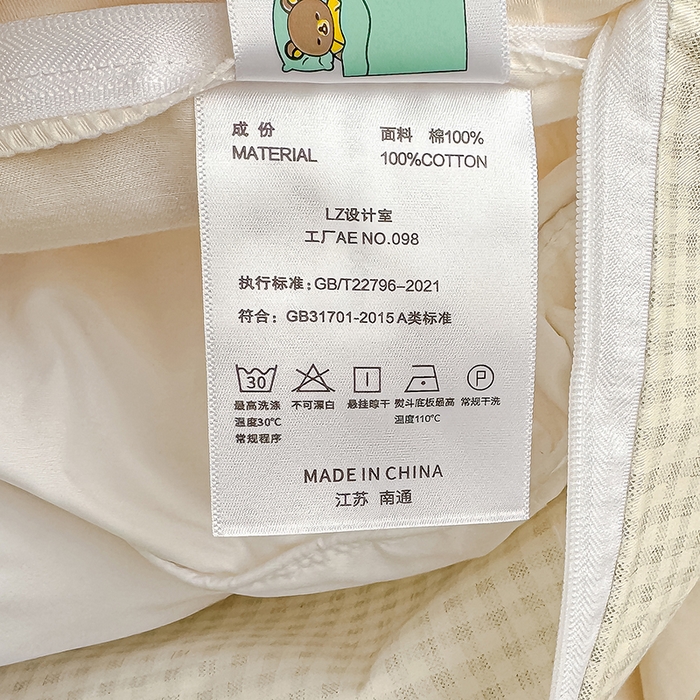 成份 面料 棉100%
MATERIAL 100%COTTON
LZ设计室
工厂AE NO.098
执行标准:GB/T22796-2021
符合: GB31701-2015 A类标准
30 P
最高洗涤 不可漂白 悬挂晾干 熨斗底板最高 常规干洗
温度30℃ 温度110℃
常规程序
MADE IN CHINA
江苏 南通